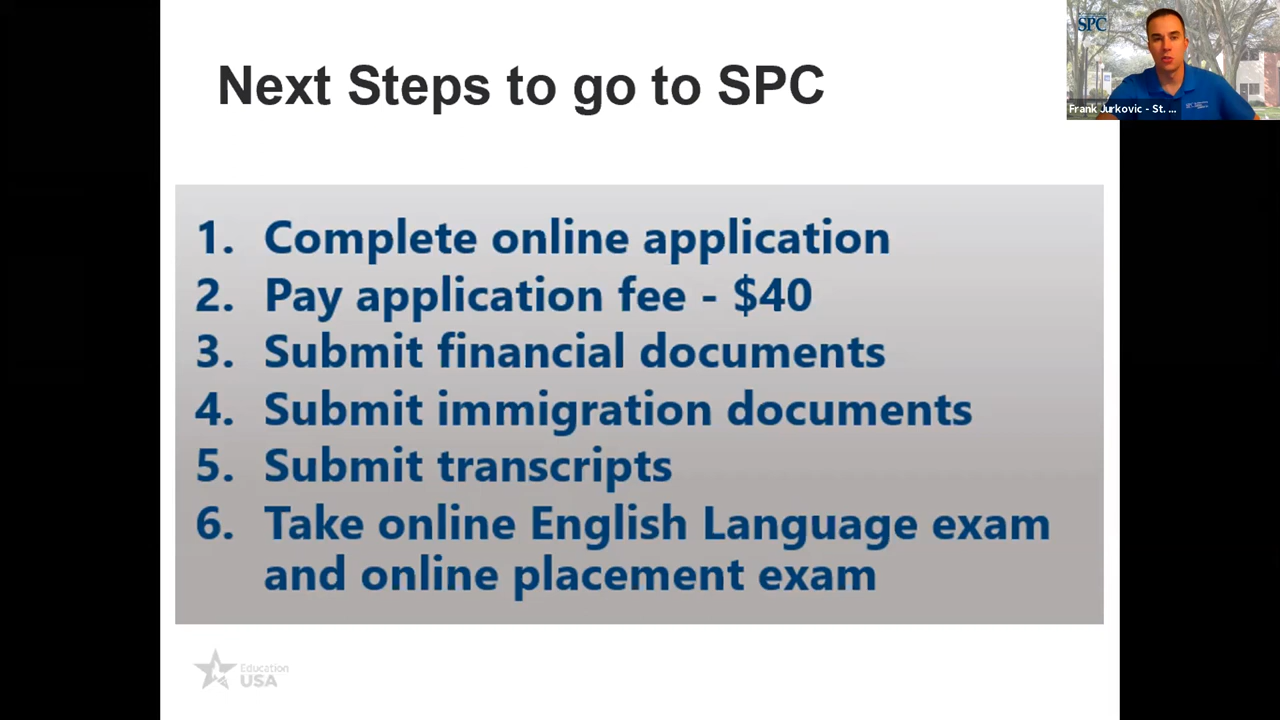 Next Steps to go to SPC
SPC
Frank Jurkovic - St. ...
1. Complete online application
2. Pay application fee - $40
3. Submit financial documents
4. Submit immigration documents
5. Submit transcripts
6. Take online English Language exam
and online placement exam
Education
USA